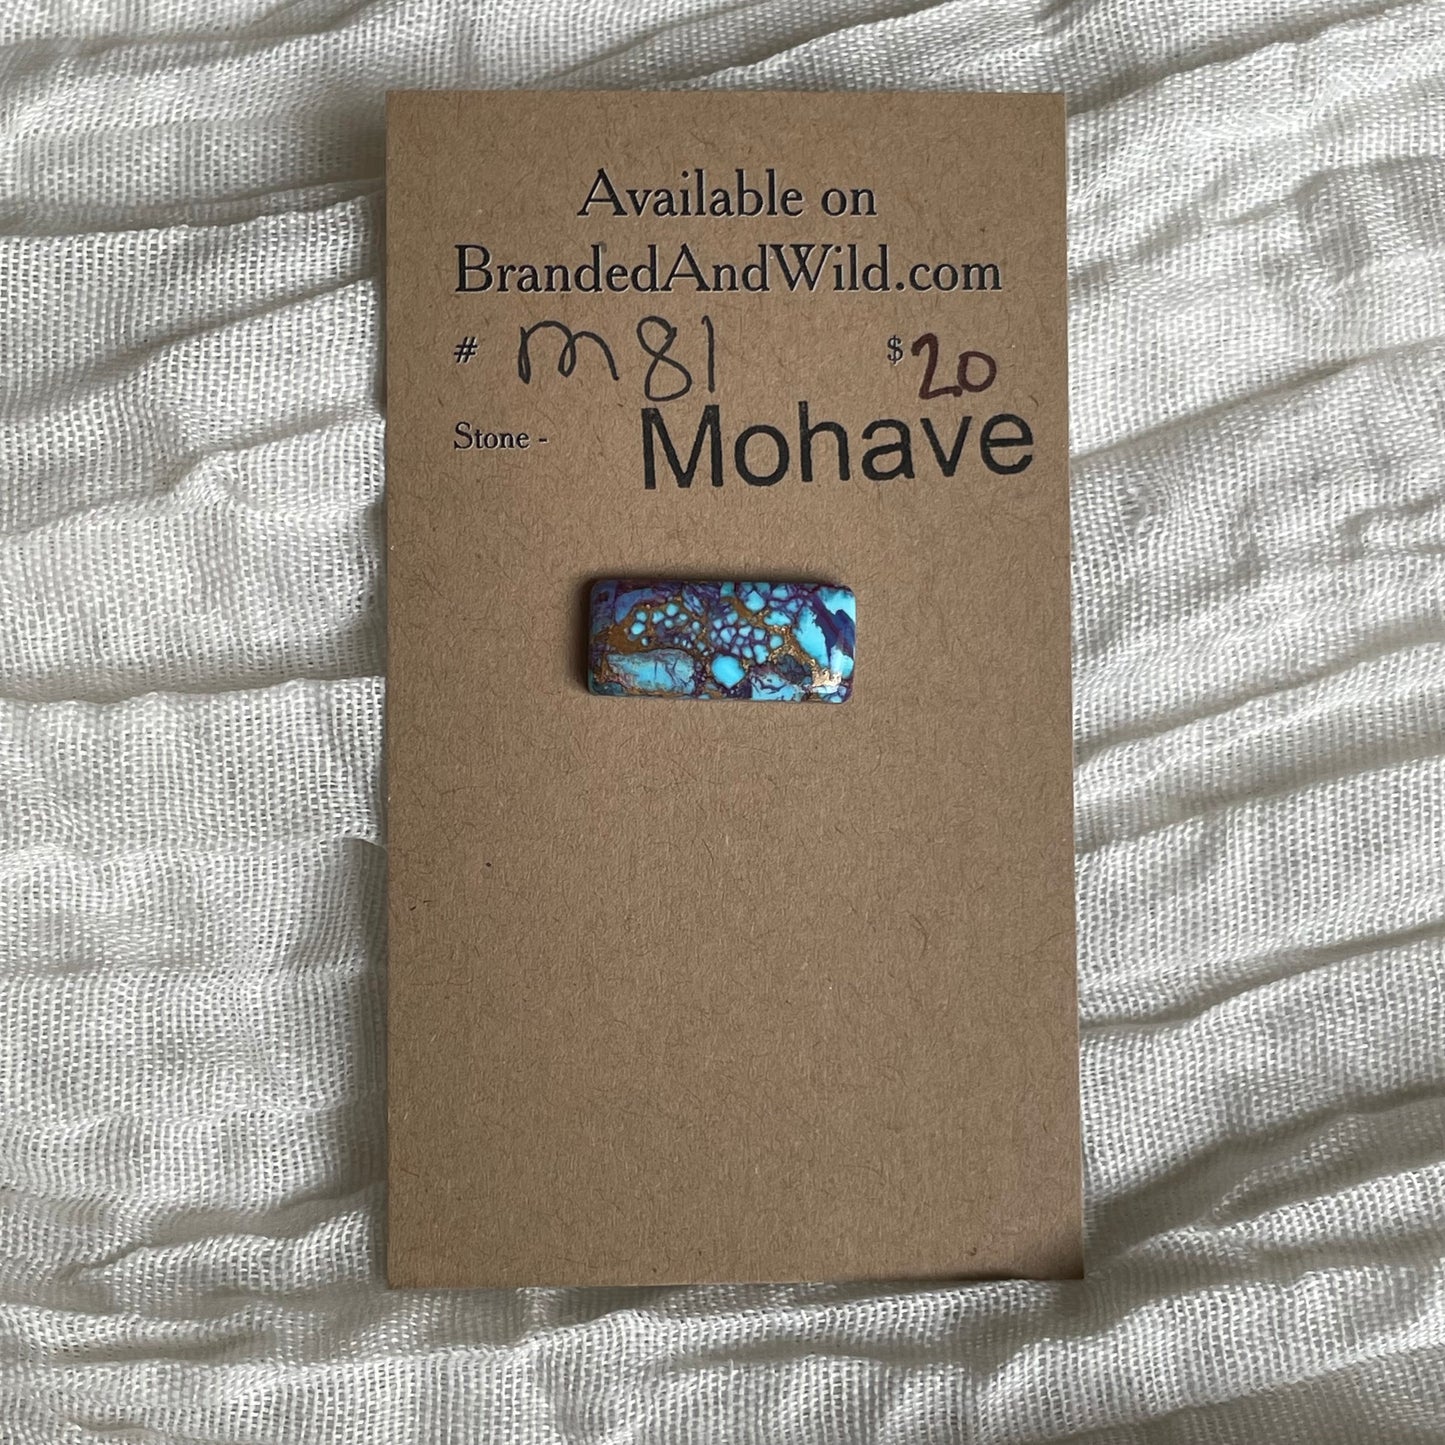 Available on
BrandedAndWild.com
# M81 $20
Stone - Mohave